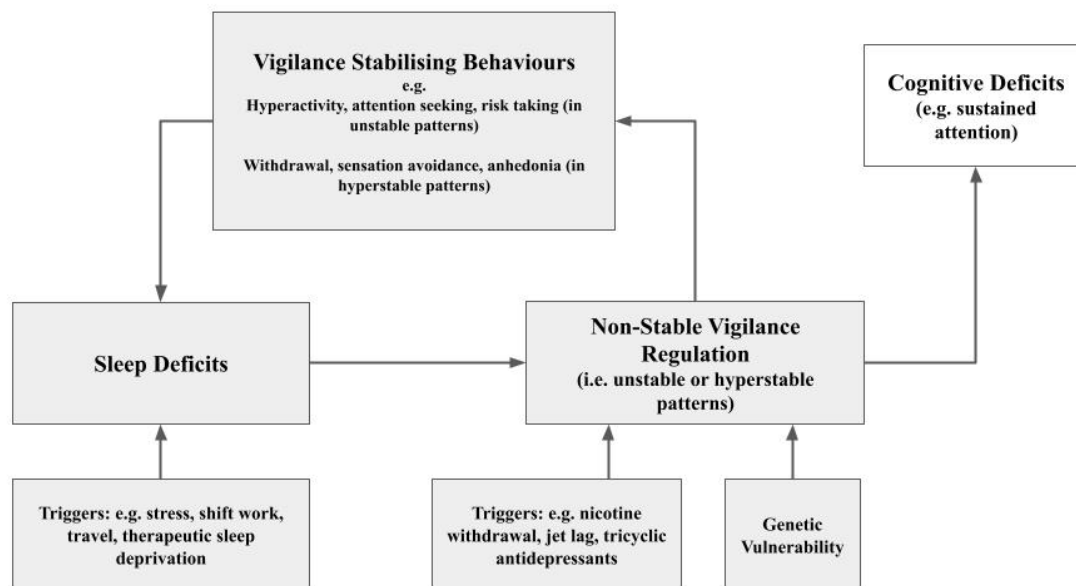 Vigilance Stabilising Behaviours
e.g.
Hyperactivity, attention seeking, risk taking (in
unstable patterns)
Withdrawal, sensation avoidance, anhedonia (in
hyperstable patterns)
Cognitive Deficits
(e.g. sustained
attention)
Sleep Deficits
Non-Stable Vigilance
Regulation
(i.e. unstable or hyperstable
patterns)
Triggers: e.g. stress, shift work,
travel, therapeutic sleep
deprivation
Triggers: e.g. nicotine
withdrawal, jet lag, tricyclic
antidepressants
Genetic
Vulnerability